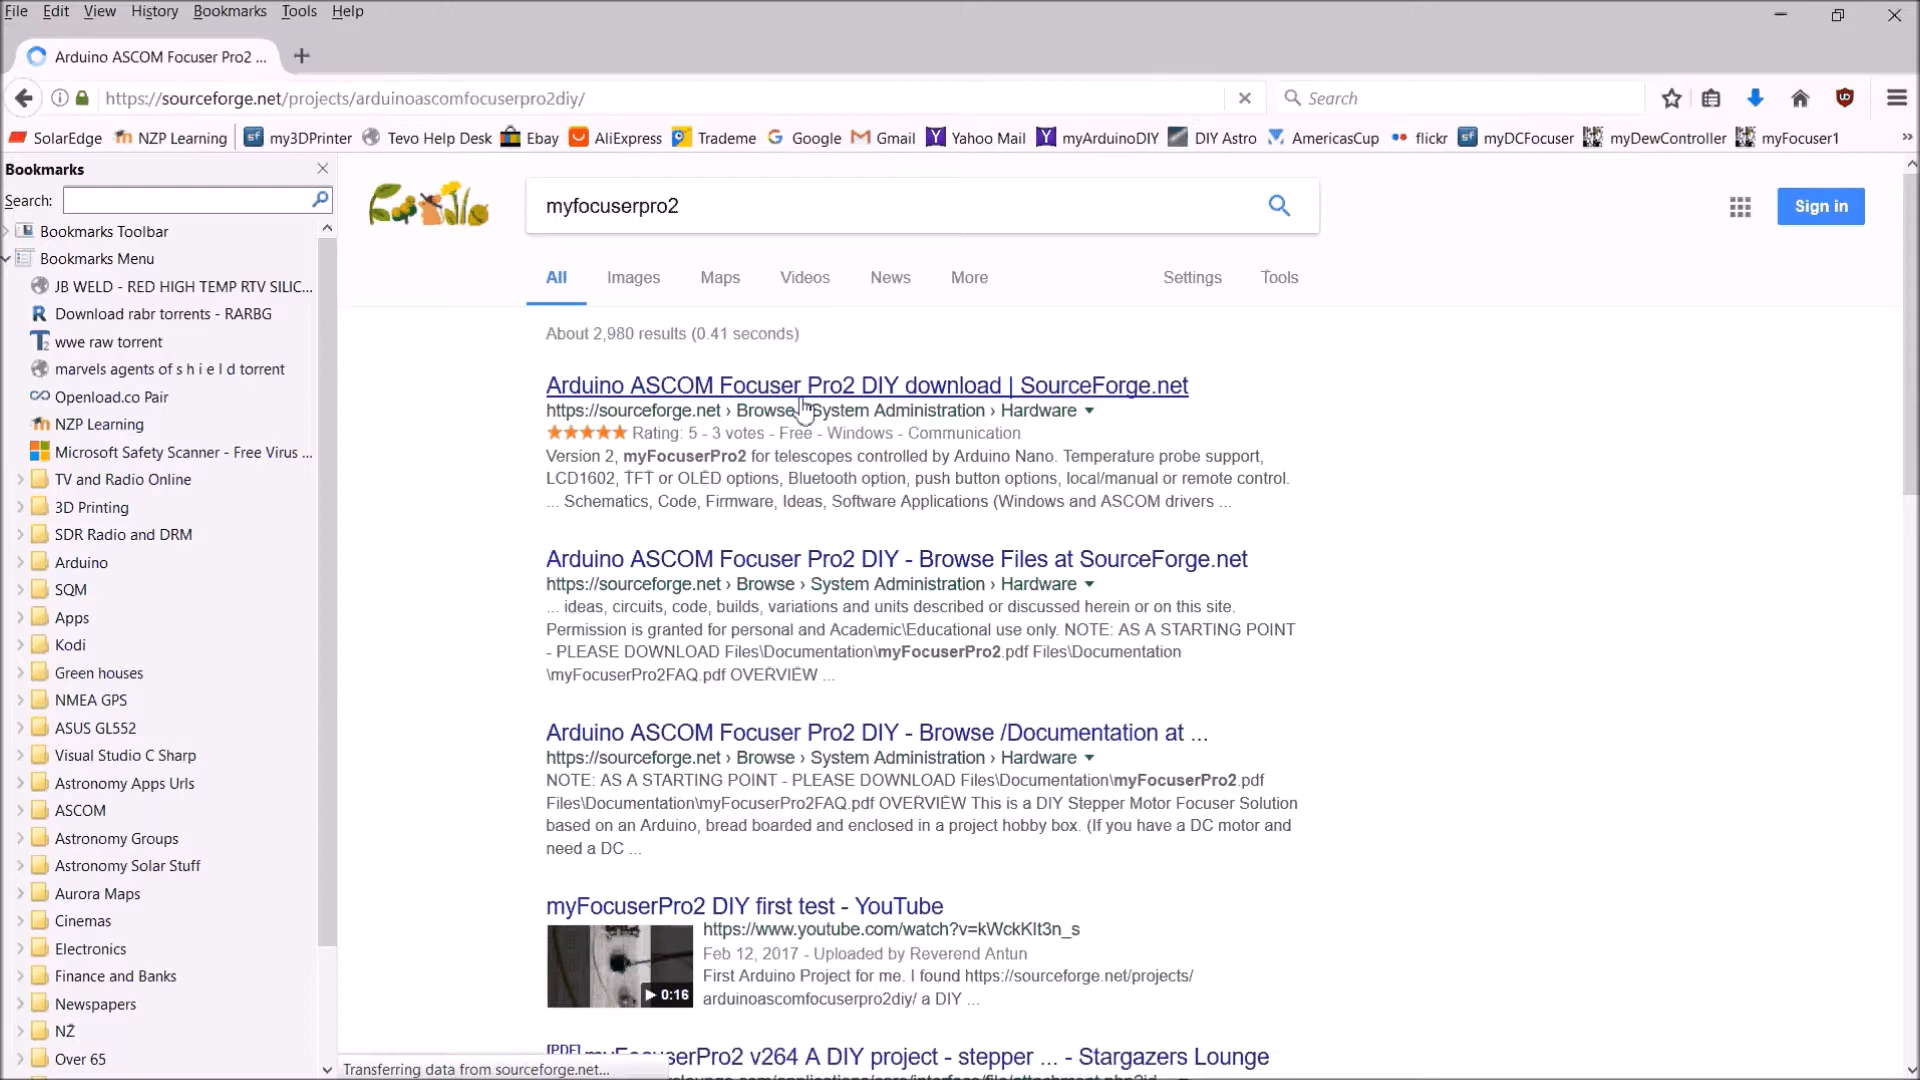 File Edit View History Bookmarks Tools Help
Arduino ASCOM Focuser Pro2 ...
https://sourceforge.net/projects/arduinoascomfocuserpro2diy/
Search
SolarEdge NZP Learning my3DPrinter Tevo Help Desk Ebay AliExpress Trademe Google Gmail Yahoo Mail myArduinoDIY DIY Astro AmericasCup flickr myDCFocuser myDewController myFocuser1
Bookmarks
Search:
Bookmarks Toolbar
Bookmarks Menu
JB WELD - RED HIGH TEMP RTV SILIC...
Download rabr torrents - RARBG
wwe raw torrent
marvels agents of s h i e l d torrent
Openload.co Pair
NZP Learning
Microsoft Safety Scanner - Free Virus ...
TV and Radio Online
3D Printing
SDR Radio and DRM
Arduino
SQM
Apps
Kodi
Green houses
NMEA GPS
ASUS GL552
Visual Studio C Sharp
Astronomy Apps Urls
ASCOM
Astronomy Groups
Astronomy Solar Stuff
Aurora Maps
Cinemas
Electronics
Finance and Banks
Newspapers
NZ
Over 65
myfocuserpro2
Sign in
All Images Maps Videos News More Settings Tools
About 2,980 results (0.41 seconds)
Arduino ASCOM Focuser Pro2 DIY download | SourceForge.net
https://sourceforge.net › Browse › System Administration › Hardware
Rating: 5 - 3 votes - Free - Windows - Communication
Version 2, myFocuserPro2 for telescopes controlled by Arduino Nano. Temperature probe support,
LCD1602, TFT or OLED options, Bluetooth option, push button options, local/manual or remote control.
... Schematics, Code, Firmware, Ideas, Software Applications (Windows and ASCOM drivers ...
Arduino ASCOM Focuser Pro2 DIY - Browse Files at SourceForge.net
https://sourceforge.net › Browse › System Administration › Hardware
... ideas, circuits, code, builds, variations and units described or discussed herein or on this site.
Permission is granted for personal and Academic\Educational use only. NOTE: AS A STARTING POINT
- PLEASE DOWNLOAD Files\Documentation\myFocuserPro2.pdf Files\Documentation
\myFocuserPro2FAQ.pdf OVERVIEW ...
Arduino ASCOM Focuser Pro2 DIY - Browse /Documentation at ...
https://sourceforge.net › Browse › System Administration › Hardware
NOTE: AS A STARTING POINT - PLEASE DOWNLOAD Files\Documentation\myFocuserPro2.pdf
Files\Documentation\myFocuserPro2FAQ.pdf OVERVIEW This is a DIY Stepper Motor Focuser Solution
based on an Arduino, bread boarded and enclosed in a project hobby box. (If you have a DC motor and
need a DC ...
myFocuserPro2 DIY first test - YouTube
https://www.youtube.com/watch?v=kWckKIt3n_s
Feb 12, 2017 - Uploaded by Reverend Antun
First Arduino Project for me. I found https://sourceforge.net/projects/
arduinoascomfocuserpro2diy/ a DIY ...
0:16
[PDF] myFocuserPro2 v264 A DIY project - stepper ... - Stargazers Lounge
Transferring data from sourceforge.net...